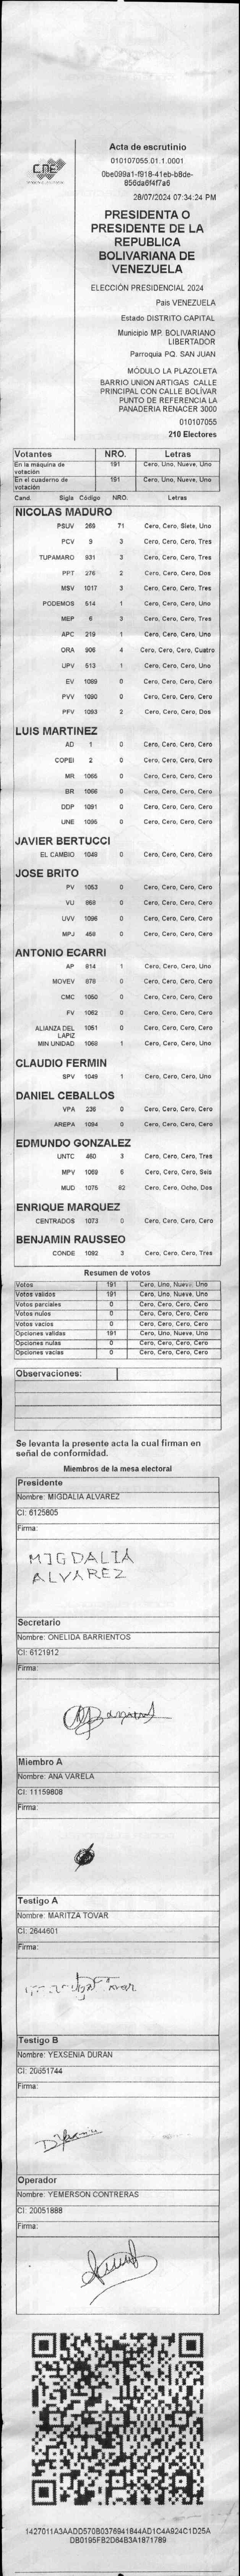 CNE
Acta de escrutinio
010107055.01.1.0001
0be099a1-f918-41eb-b8de-
856da6f4f7a6
28/07/2024 07:34:24 PM
PRESIDENTA O
PRESIDENTE DE LA
REPUBLICA
BOLIVARIANA DE
VENEZUELA
ELECCIÓN PRESIDENCIAL 2024
País VENEZUELA
Estado DISTRITO CAPITAL
Municipio MP. BOLIVARIANO
LIBERTADOR
Parroquia PQ. SAN JUAN
MÓDULO LA PLAZOLETA
BARRIO UNION ARTIGAS CALLE
PRINCIPAL CON CALLE BOLÍVAR
PUNTO DE REFERENCIA LA
PANADERIA RENACER 3000
010107055
210 Electores
Votantes NRO. Letras
En la máquina de votación 191 Cero, Uno, Nueve, Uno
En el cuaderno de votación 191 Cero, Uno, Nueve, Uno
Cand. Sigla Código NRO. Letras
NICOLAS MADURO
PSUV 269 71 Cero, Cero, Siete, Uno
PCV 9 3 Cero, Cero, Cero, Tres
TUPAMARO 931 3 Cero, Cero, Cero, Tres
PPT 276 2 Cero, Cero, Cero, Dos
MSV 1017 3 Cero, Cero, Cero, Tres
PODEMOS 514 1 Cero, Cero, Cero, Uno
MEP 6 3 Cero, Cero, Cero, Tres
APC 219 1 Cero, Cero, Cero, Uno
ORA 906 4 Cero, Cero, Cero, Cuatro
UPV 513 1 Cero, Cero, Cero, Uno
EV 1089 0 Cero, Cero, Cero, Cero
PVV 1090 0 Cero, Cero, Cero, Cero
PFV 1093 2 Cero, Cero, Cero, Dos
LUIS MARTINEZ
AD 1 0 Cero, Cero, Cero, Cero
COPEI 2 0 Cero, Cero, Cero, Cero
MR 1065 0 Cero, Cero, Cero, Cero
BR 1066 0 Cero, Cero, Cero, Cero
DDP 1091 0 Cero, Cero, Cero, Cero
UNE 1095 0 Cero, Cero, Cero, Cero
JAVIER BERTUCCI
EL CAMBIO 1048 0 Cero, Cero, Cero, Cero
JOSE BRITO
PV 1053 0 Cero, Cero, Cero, Cero
VU 868 0 Cero, Cero, Cero, Cero
UVV 1096 0 Cero, Cero, Cero, Cero
MPJ 458 0 Cero, Cero, Cero, Cero
ANTONIO ECARRI
AP 814 1 Cero, Cero, Cero, Uno
MOVEV 878 0 Cero, Cero, Cero, Cero
CMC 1050 0 Cero, Cero, Cero, Cero
FV 1062 0 Cero, Cero, Cero, Cero
ALIANZA DEL LAPIZ 1051 0 Cero, Cero, Cero, Cero
MIN UNIDAD 1068 1 Cero, Cero, Cero, Uno
CLAUDIO FERMIN
SPV 1049 1 Cero, Cero, Cero, Uno
DANIEL CEBALLOS
VPA 236 0 Cero, Cero, Cero, Cero
AREPA 1084 0 Cero, Cero, Cero, Cero
EDMUNDO GONZALEZ
UNTC 460 3 Cero, Cero, Cero, Tres
MPV 1069 6 Cero, Cero, Cero, Seis
MUD 1075 82 Cero, Cero, Ocho, Dos
ENRIQUE MARQUEZ
CENTRADOS 1073 0 Cero, Cero, Cero, Cero
BENJAMIN RAUSSEO
CONDE 1082 3 Cero, Cero, Cero, Tres
Resumen de votos
Votos 191 Cero, Uno, Nueve, Uno
Votos validos 191 Cero, Uno, Nueve, Uno
Votos parciales 0 Cero, Cero, Cero, Cero
Votos nulos 0 Cero, Cero, Cero, Cero
Votos vacios 0 Cero, Cero, Cero, Cero
Opciones validas 191 Cero, Uno, Nueve, Uno
Opciones nulas 0 Cero, Cero, Cero, Cero
Opciones vacias 0 Cero, Cero, Cero, Cero
Observaciones:
Se levanta la presente acta la cual firman en
señal de conformidad.
Miembros de la mesa electoral
Presidente
Nombre: MIGDALIA ALVAREZ
CI: 6125805
Firma:
MIGDALIA
ALVAREZ
Secretario
Nombre: ONELIDA BARRIENTOS
CI: 6121912
Firma:
Miembro A
Nombre: ANA VARELA
CI: 11159808
Firma:
Testigo A
Nombre: MARITZA TOVAR
CI: 2644601
Firma:
Testigo B
Nombre: YEXSENIA DURAN
CI: 20651744
Firma:
Operador
Nombre: YEMERSON CONTRERAS
CI: 20051888
Firma:
1427011A3AADD570B0376941844AD1C4A924C1D25A
DB0195FB2D64B3A1871789